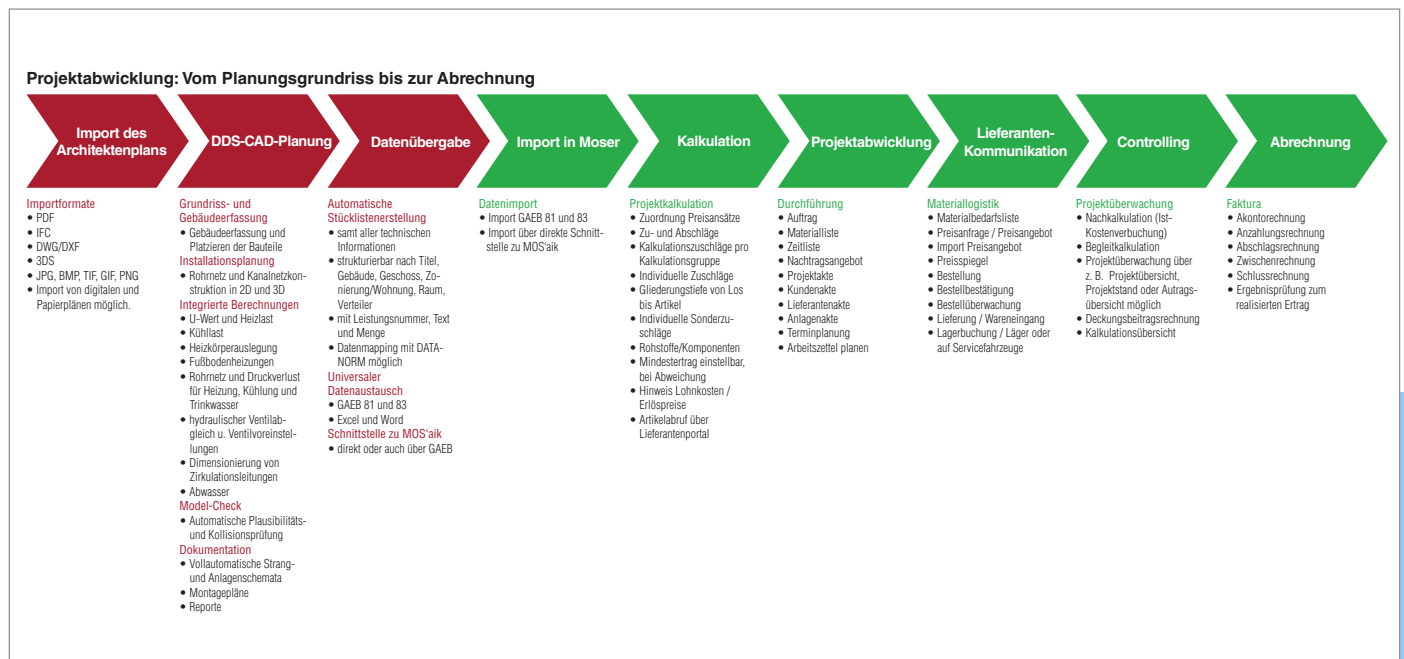 Projektabwicklung: Vom Planungsgrundriss bis zur Abrechnung
Import des
Architektenplans
DDS-CAD-Planung
Datenübergabe
Import in Moser
Kalkulation
Projektabwicklung
Lieferanten-
Kommunikation
Controlling
Abrechnung
Importformate
• PDF
• IFC
• DWG/DXF
• 3DS
• JPG, BMP, TIF, GIF, PNG
• Import von digitalen und
Papierplänen möglich.
Grundriss- und
Gebäudeerfassung
• Gebäudeerfassung und
Platzieren der Bauteile
Installationsplanung
• Rohrnetz und Kanalnetzkon-
struktion in 2D und 3D
Integrierte Berechnungen
• U-Wert und Heizlast
• Kühllast
• Heizkörperauslegung
• Fußbodenheizungen
• Rohrnetz und Druckverlust
für Heizung, Kühlung und
Trinkwasser
• hydraulischer Ventilab-
gleich u. Ventilvoreinstel-
lungen
• Dimensionierung von
Zirkulationsleitungen
• Abwasser
Model-Check
• Automatische Plausibilitäts-
und Kollisionsprüfung
Dokumentation
• Vollautomatische Strang-
und Anlagenschemata
• Montagepläne
• Reporte
Automatische
Stücklistenerstellung
• samt aller technischen
Informationen
• strukturierbar nach Titel,
Gebäude, Geschoss, Zo-
nierung/Wohnung, Raum,
Verteiler
• mit Leistungsnummer, Text
und Menge
• Datenmapping mit DATA-
NORM möglich
Universaler
Datenaustausch
• GAEB 81 und 83
• Excel und Word
Schnittstelle zu MOS'aik
• direkt oder auch über GAEB
Datenimport
• Import GAEB 81 und 83
• Import über direkte Schnitt-
stelle zu MOS'aik
Projektkalkulation
• Zuordnung Preisansätze
• Zu- und Abschläge
• Kalkulationszuschläge pro
Kalkulationsgruppe
• Individuelle Zuschläge
• Gliederungstiefe von Los
bis Artikel
• Individuelle Sonderzu-
schläge
• Rohstoffe/Komponenten
• Mindestertrag einstellbar,
bei Abweichung
• Hinweis Lohnkosten /
Erlöspreise
• Artikelabruf über
Lieferantenportal
Durchführung
• Auftrag
• Materialliste
• Zeitliste
• Nachtragsangebot
• Projektakte
• Kundenakte
• Lieferantenakte
• Anlagenakte
• Terminplanung
• Arbeitszettel planen
Materiallogistik
• Materialbedarfsliste
• Preisanfrage / Preisangebot
• Import Preisangebot
• Preisspiegel
• Bestellung
• Bestellbestätigung
• Bestellüberwachung
• Lieferung / Wareneingang
• Lagerbuchung / Läger oder
auf Servicefahrzeuge
Projektüberwachung
• Nachkalkulation (Ist-
Kostenverbuchung)
• Begleitkalkulation
• Projektüberwachung über
z. B. Projektübersicht,
Projektstand oder Autrags-
übersicht möglich
• Deckungsbeitragsrechnung
• Kalkulationsübersicht
Faktura
• Akontorechnung
• Anzahlungsrechnung
• Abschlagsrechnung
• Zwischenrechnung
• Schlussrechnung
• Ergebnisprüfung zum
realisierten Ertrag